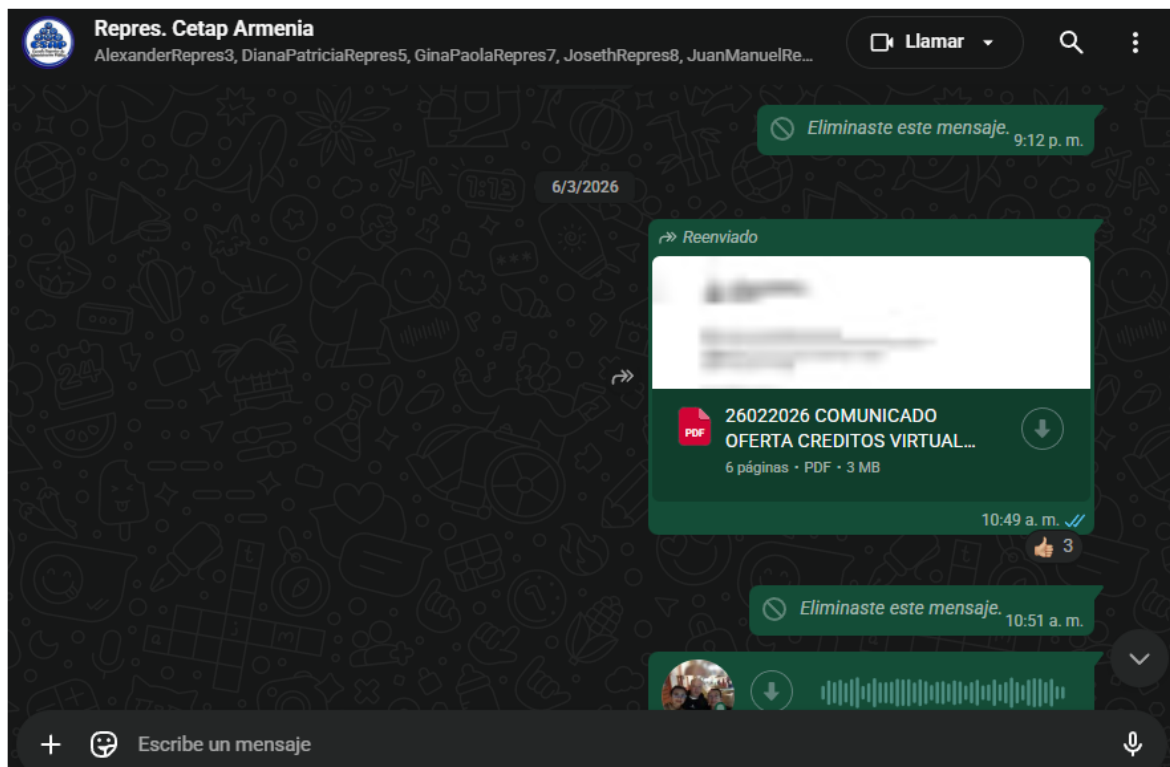 Repres. Cetap Armenia
AlexanderRepres3, DianaPatriciaRepres5, GinaPaolaRepres7, JosethRepres8, JuanManuelRe...
Llamar
Eliminaste este mensaje. 9:12 p. m.
6/3/2026
Reenviado
PDF
26022026 COMUNICADO
OFERTA CREDITOS VIRTUAL...
6 páginas • PDF • 3 MB
10:49 a. m.
3
Eliminaste este mensaje. 10:51 a. m.
Escribe un mensaje